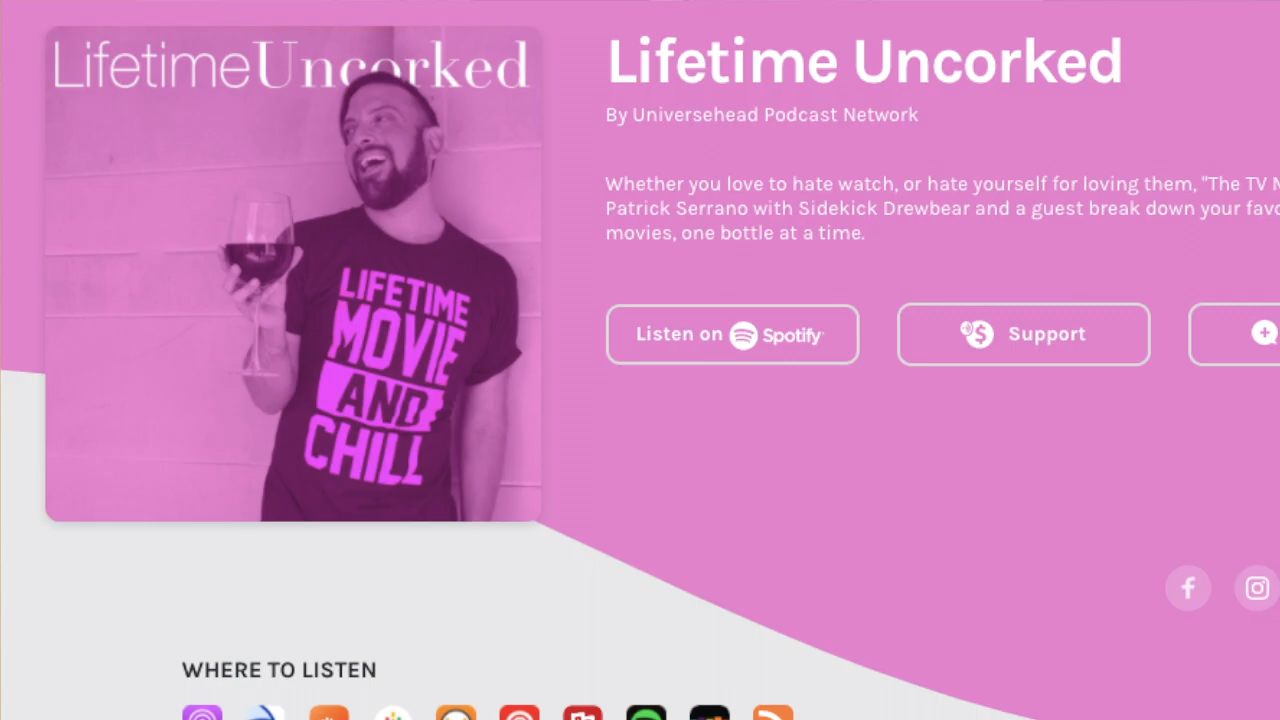 LifetimeUncorked
LIFETIME
MOVIE
AND
CHILL
Lifetime Uncorked
By Universehead Podcast Network
Whether you love to hate watch, or hate yourself for loving them, "The TV
Patrick Serrano with Sidekick Drewbear and a guest break down your
movies, one bottle at a time.
Listen on Spotify
Support
WHERE TO LISTEN